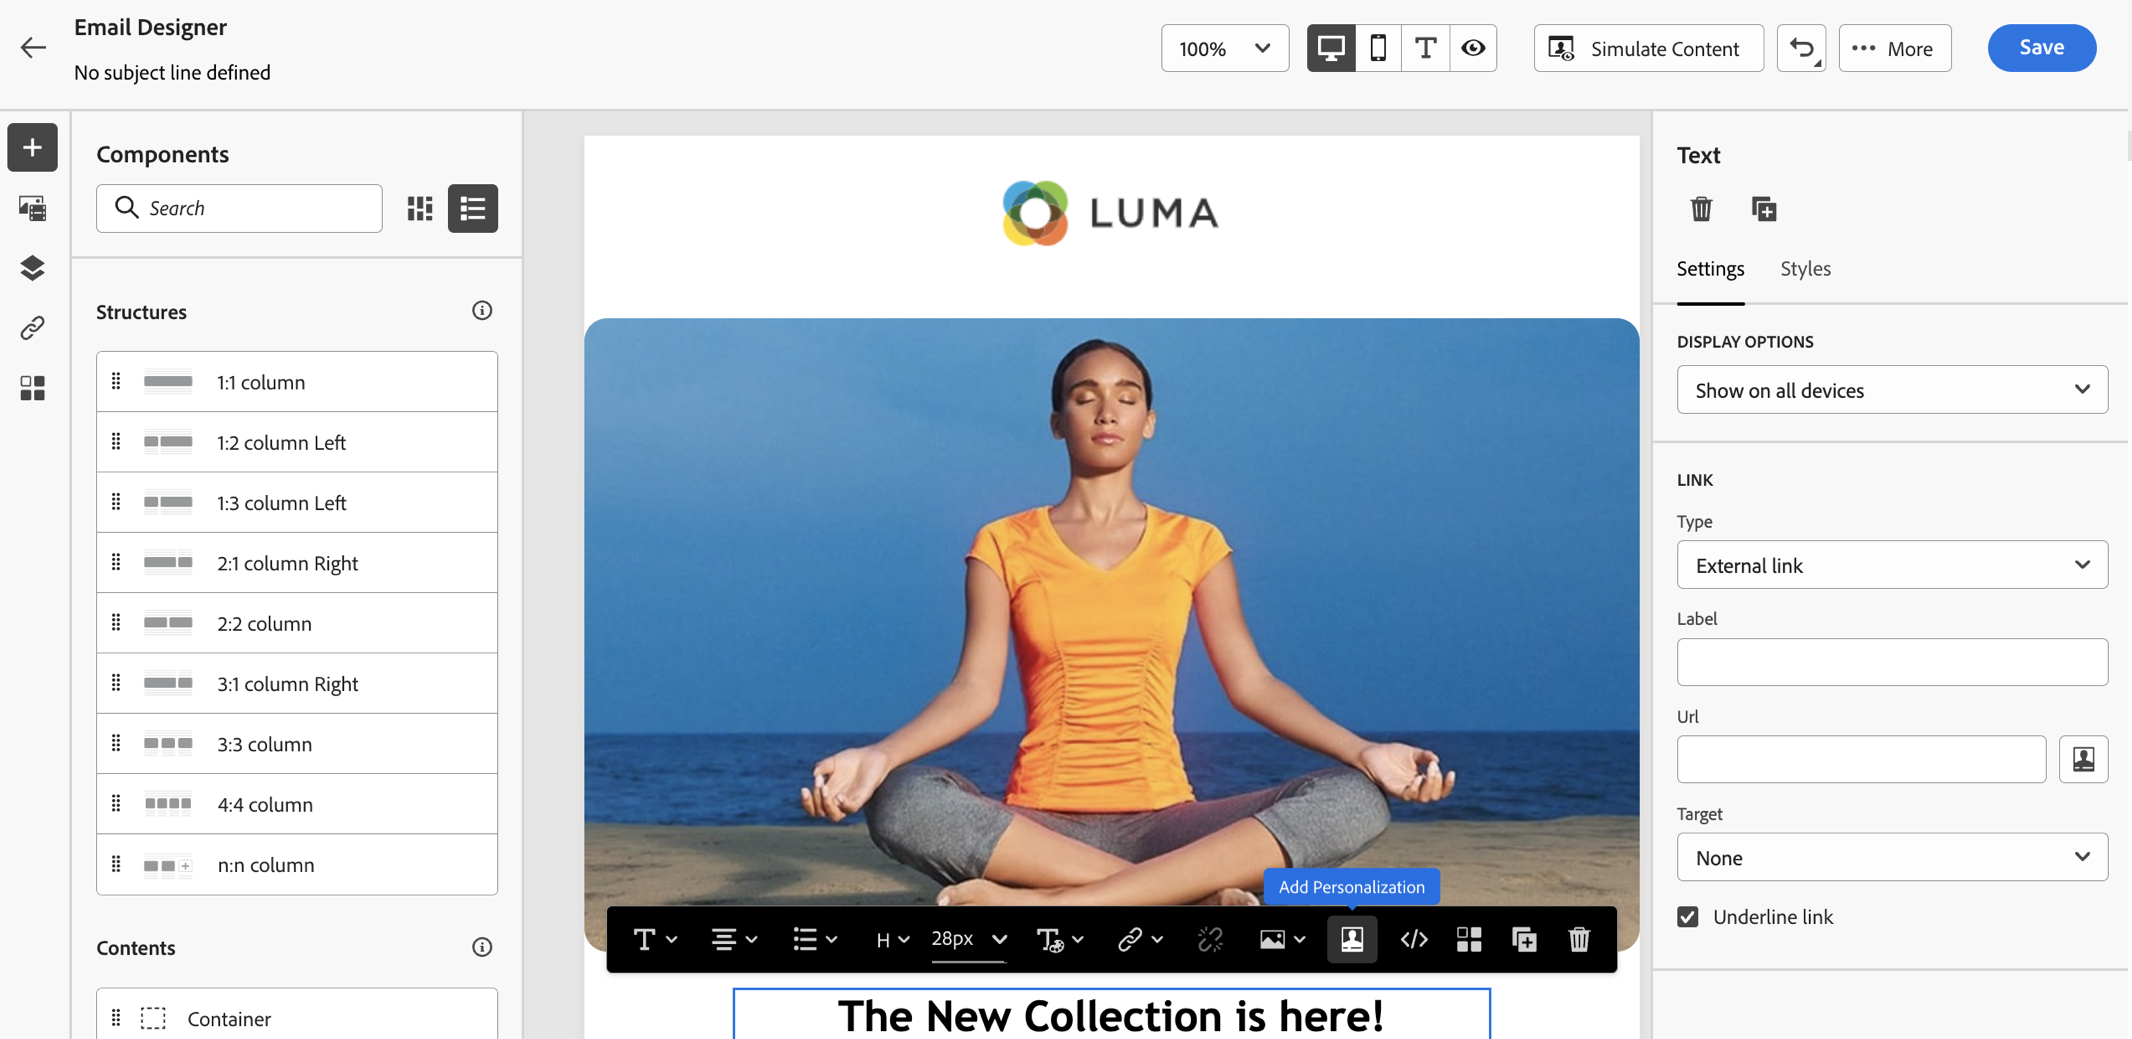 Email Designer
No subject line defined
100%
Simulate Content
More
Save
Components
Search
Structures
1:1 column
1:2 column Left
1:3 column Left
2:1 column Right
2:2 column
3:1 column Right
3:3 column
4:4 column
n:n column
Contents
Container
LUMA
Add Personalization
H
28px
The New Collection is here!
Text
Settings
Styles
DISPLAY OPTIONS
Show on all devices
LINK
Type
External link
Label
Url
Target
None
Underline link